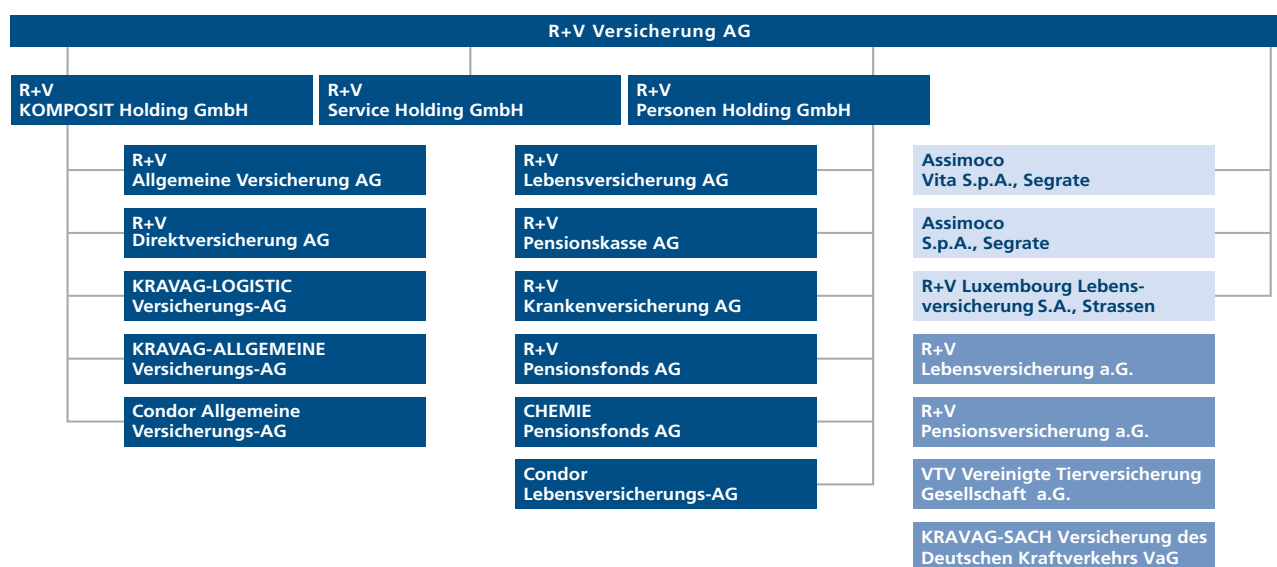 R+V Versicherung AG
R+V
KOMPOSIT Holding GmbH
R+V
Service Holding GmbH
R+V
Personen Holding GmbH
R+V
Allgemeine Versicherung AG
R+V
Direktversicherung AG
KRAVAG-LOGISTIC
Versicherungs-AG
KRAVAG-ALLGEMEINE
Versicherungs-AG
Condor Allgemeine
Versicherungs-AG
R+V
Lebensversicherung AG
R+V
Pensionskasse AG
R+V
Krankenversicherung AG
R+V
Pensionsfonds AG
CHEMIE
Pensionsfonds AG
Condor
Lebensversicherungs-AG
Assimoco
Vita S.p.A., Segrate
Assimoco
S.p.A., Segrate
R+V Luxembourg Lebens-
versicherung S.A., Strassen
R+V
Lebensversicherung a.G.
R+V
Pensionsversicherung a.G.
VTV Vereinigte Tierversicherung
Gesellschaft a.G.
KRAVAG-SACH Versicherung des
Deutschen Kraftverkehrs VaG